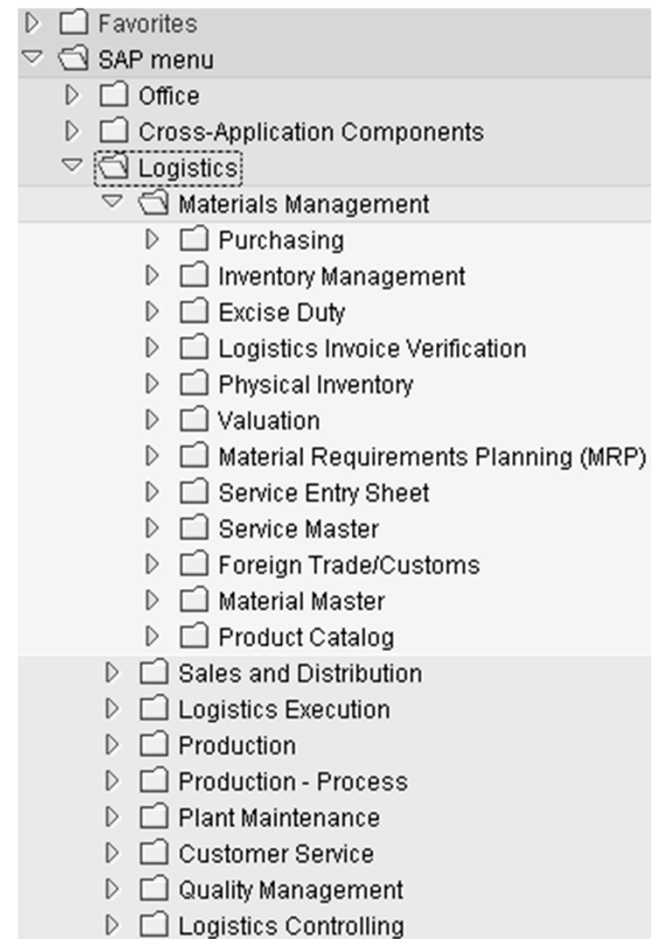 Favorites
SAP menu
Office
Cross-Application Components
Logistics
Materials Management
Purchasing
Inventory Management
Excise Duty
Logistics Invoice Verification
Physical Inventory
Valuation
Material Requirements Planning (MRP)
Service Entry Sheet
Service Master
Foreign Trade/Customs
Material Master
Product Catalog
Sales and Distribution
Logistics Execution
Production
Production - Process
Plant Maintenance
Customer Service
Quality Management
Logistics Controlling